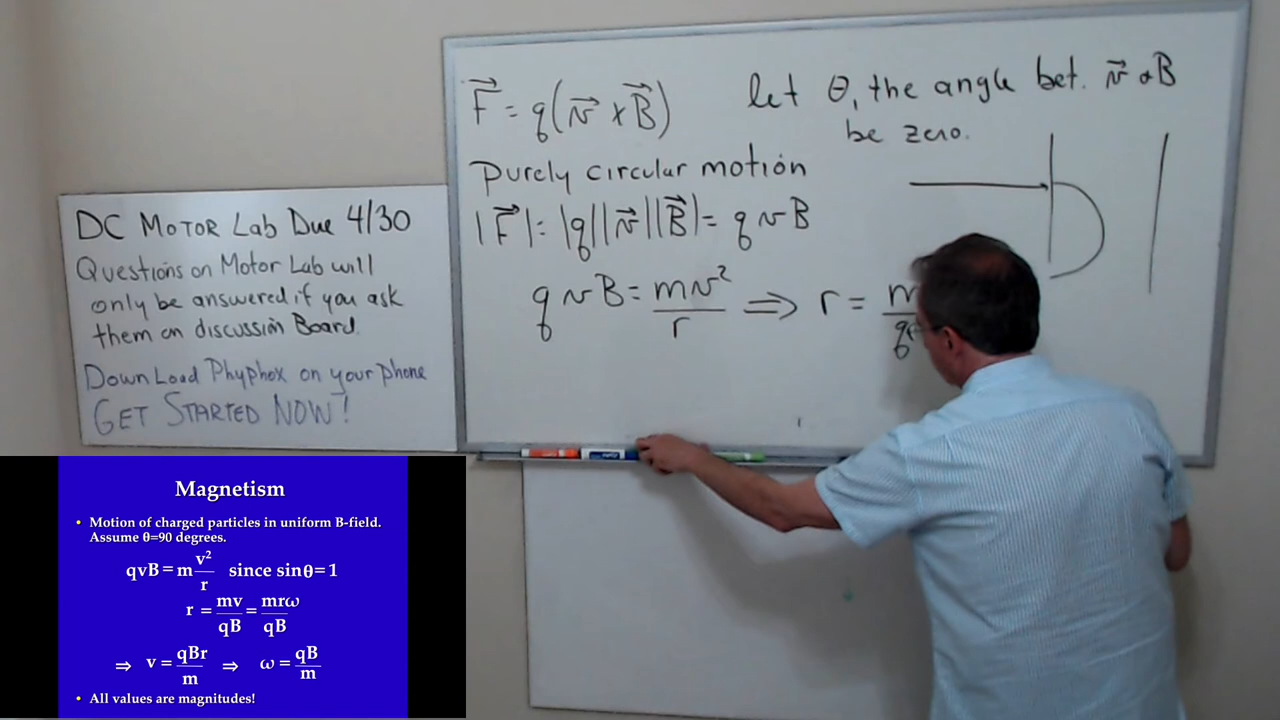 F⃗ = q(v⃗ × B⃗)
let θ, the angle bet. v⃗ & B
be zero.
Purely circular motion
|F⃗| = |q||v⃗||B⃗| = qvB
qvB = mv²/r ⟹ r = m
q
DC Motor Lab Due 4/30
Questions on Motor Lab will
only be answered if you ask
them on discussion Board.
DownLoad Phyphox on your phone
GET STARTED NOW!
Magnetism
• Motion of charged particles in uniform B-field.
Assume θ=90 degrees.
qvB = m v²/r since sinθ = 1
r = mv/qB = mrω/qB
⇒ v = qBr/m ⇒ ω = qB/m
• All values are magnitudes!